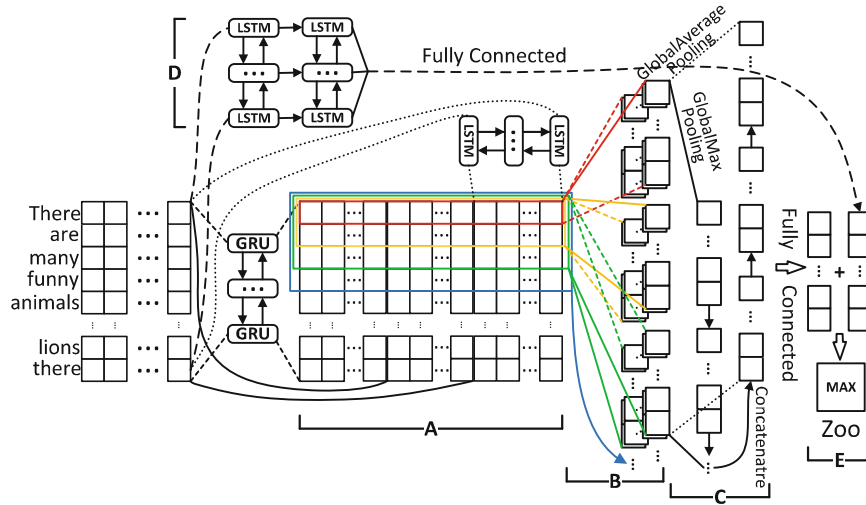 LSTM LSTM
D
LSTM LSTM
Fully Connected
GlobalAverage
Pooling
GlobalMax
Pooling
LSTM
LSTM
There
are
many
funny
animals
lions
there
GRU
GRU
Fully
Connected
+
MAX
Zoo
Concatenatre
A
B
C
E